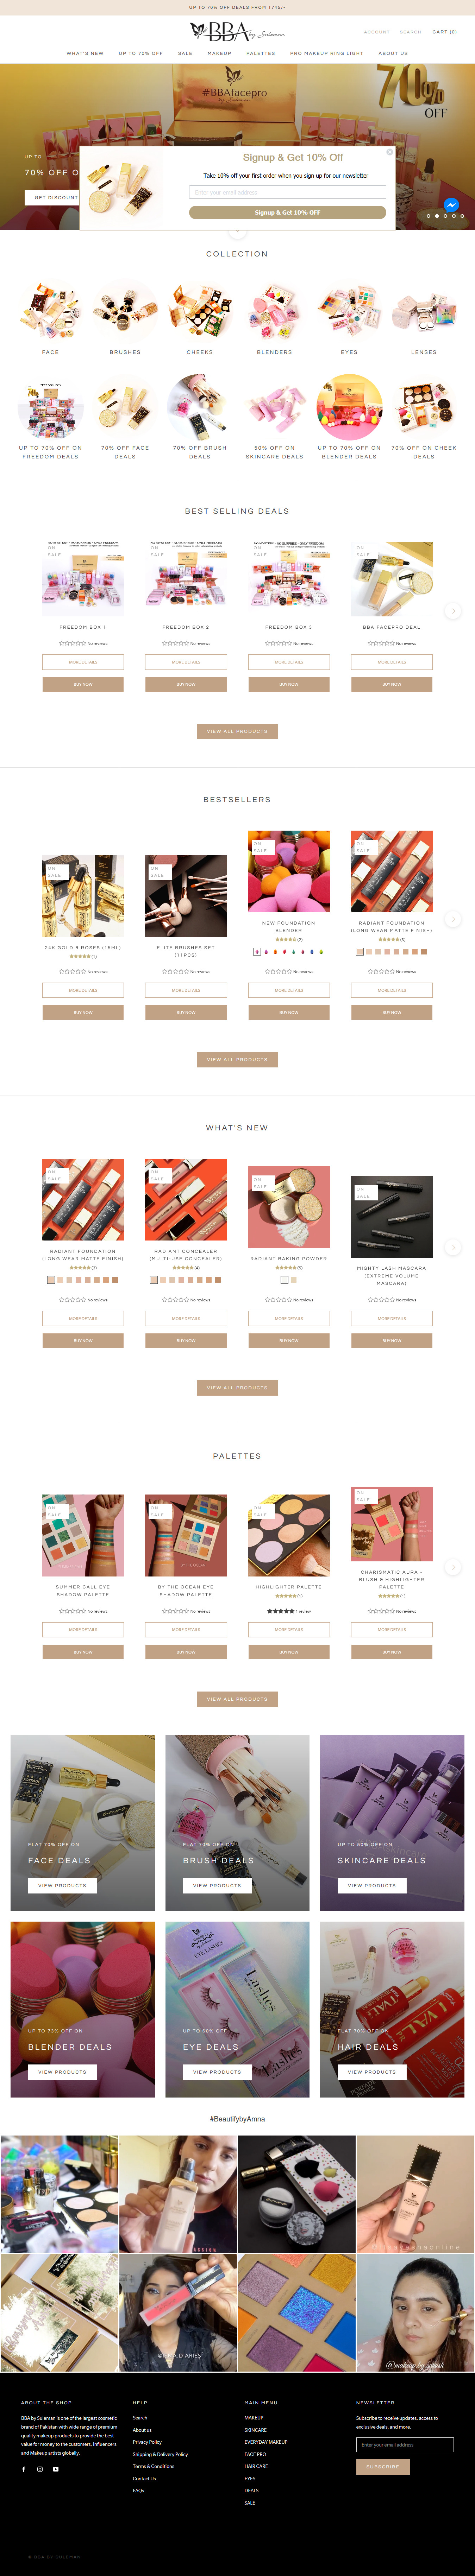 UP TO 70% OFF DEALS FROM 1745/-
BBA by Suleman
ACCOUNT SEARCH CART (0)
WHAT'S NEW UP TO 70% OFF SALE MAKEUP PALETTES PRO MAKEUP RING LIGHT ABOUT US
#BBAfacepro
70% OFF
UP TO
70% OFF O
GET DISCOUNT
Signup & Get 10% Off
Take 10% off your first order when you sign up for our newsletter
Enter your email address
Signup & Get 10% OFF
COLLECTION
FACE BRUSHES CHEEKS BLENDERS EYES LENSES
UP TO 70% OFF ON FREEDOM DEALS
70% OFF FACE DEALS
70% OFF BRUSH DEALS
50% OFF ON SKINCARE DEALS
UP TO 70% OFF ON BLENDER DEALS
70% OFF ON CHEEK DEALS
BEST SELLING DEALS
ON SALE ON SALE ON SALE ON SALE
FREEDOM BOX 1 FREEDOM BOX 2 FREEDOM BOX 3 BBA FACEPRO DEAL
No reviews No reviews No reviews No reviews
MORE DETAILS MORE DETAILS MORE DETAILS MORE DETAILS
BUY NOW BUY NOW BUY NOW BUY NOW
VIEW ALL PRODUCTS
BESTSELLERS
ON SALE ON SALE ON SALE ON SALE
24K GOLD & ROSES (15ML)
(1)
ELITE BRUSHES SET (11PCS)
NEW FOUNDATION BLENDER
(2)
RADIANT FOUNDATION (LONG WEAR MATTE FINISH)
(3)
No reviews No reviews No reviews No reviews
MORE DETAILS MORE DETAILS MORE DETAILS MORE DETAILS
BUY NOW BUY NOW BUY NOW BUY NOW
VIEW ALL PRODUCTS
WHAT'S NEW
ON SALE ON SALE ON SALE ON SALE
RADIANT FOUNDATION (LONG WEAR MATTE FINISH)
(3)
RADIANT CONCEALER (MULTI-USE CONCEALER)
(4)
RADIANT BAKING POWDER
MIGHTY LASH MASCARA (EXTREME VOLUME MASCARA)
No reviews No reviews No reviews No reviews
MORE DETAILS MORE DETAILS MORE DETAILS MORE DETAILS
BUY NOW BUY NOW BUY NOW BUY NOW
VIEW ALL PRODUCTS
PALETTES
ON SALE ON SALE ON SALE ON SALE
SUMMER CALL EYE SHADOW PALETTE
BY THE OCEAN EYE SHADOW PALETTE
HIGHLIGHTER PALETTE
(1)
CHARISMATIC AURA - BLUSH & HIGHLIGHTER PALETTE
(1)
No reviews No reviews 1 review No reviews
MORE DETAILS MORE DETAILS MORE DETAILS MORE DETAILS
BUY NOW BUY NOW BUY NOW BUY NOW
VIEW ALL PRODUCTS
FLAT 70% OFF ON
FACE DEALS
VIEW PRODUCTS
FLAT 70% OFF ON
BRUSH DEALS
VIEW PRODUCTS
UP TO 50% OFF ON
SKINCARE DEALS
VIEW PRODUCTS
UP TO 73% OFF ON
BLENDER DEALS
VIEW PRODUCTS
UP TO 60% OFF
EYE DEALS
VIEW PRODUCTS
FLAT 70% OFF ON
HAIR DEALS
VIEW PRODUCTS
#BeautifybyAmna
ABOUT THE SHOP
BBA by Suleman is one of the largest cosmetic
brand of Pakistan with wide range of premium
quality makeup products to provide the best
value for money to the customers, Influencers
and Makeup artists globally.
HELP
Search
About us
Privacy Policy
Shipping & Delivery Policy
Terms & Conditions
Contact Us
FAQs
MAIN MENU
MAKEUP
SKINCARE
EVERYDAY MAKEUP
FACE PRO
HAIR CARE
EYES
DEALS
SALE
NEWSLETTER
Subscribe to receive updates, access to
exclusive deals, and more.
Enter your email address
SUBSCRIBE
© BBA BY SULEMAN